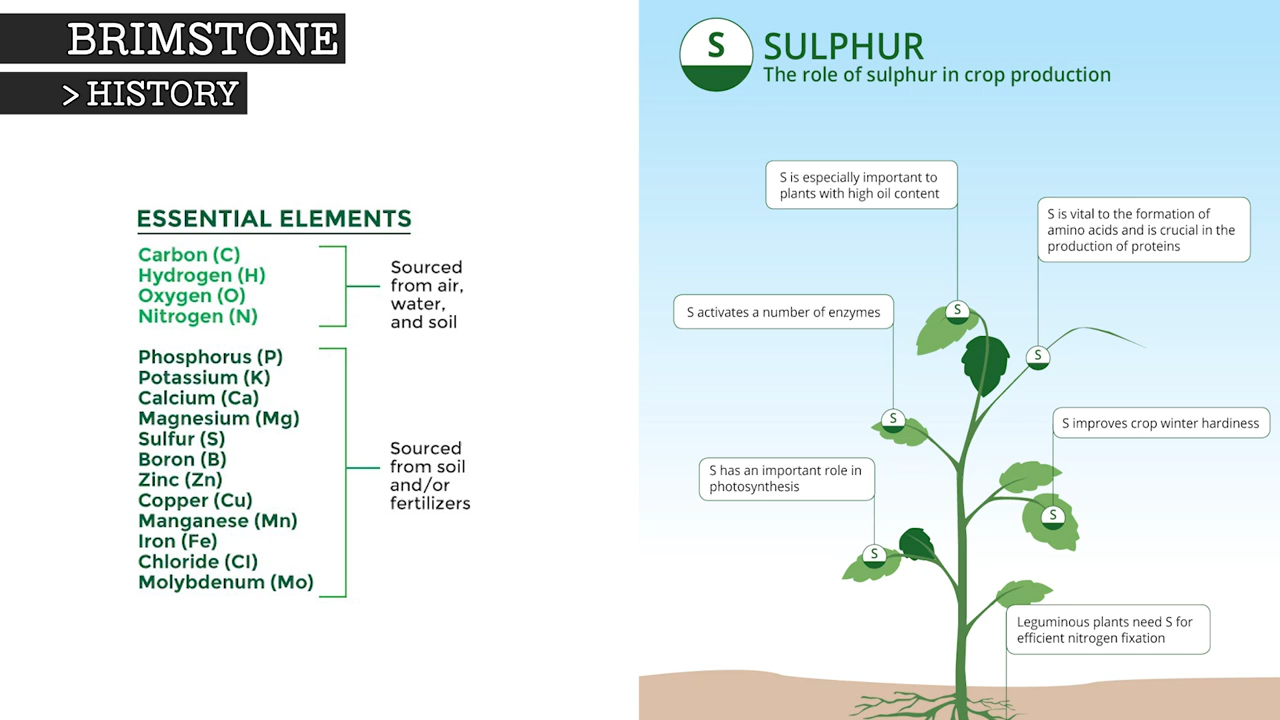 BRIMSTONE
> HISTORY
ESSENTIAL ELEMENTS
Carbon (C)
Hydrogen (H)
Oxygen (O)
Nitrogen (N)
Sourced
from air,
water,
and soil
Phosphorus (P)
Potassium (K)
Calcium (Ca)
Magnesium (Mg)
Sulfur (S)
Boron (B)
Zinc (Zn)
Copper (Cu)
Manganese (Mn)
Iron (Fe)
Chloride (Cl)
Molybdenum (Mo)
Sourced
from soil
and/or
fertilizers
S
SULPHUR
The role of sulphur in crop production
S is especially important to
plants with high oil content
S is vital to the formation of
amino acids and is crucial in the
production of proteins
S activates a number of enzymes
S
S
S
S improves crop winter hardiness
S has an important role in
photosynthesis
S
S
Leguminous plants need S for
efficient nitrogen fixation